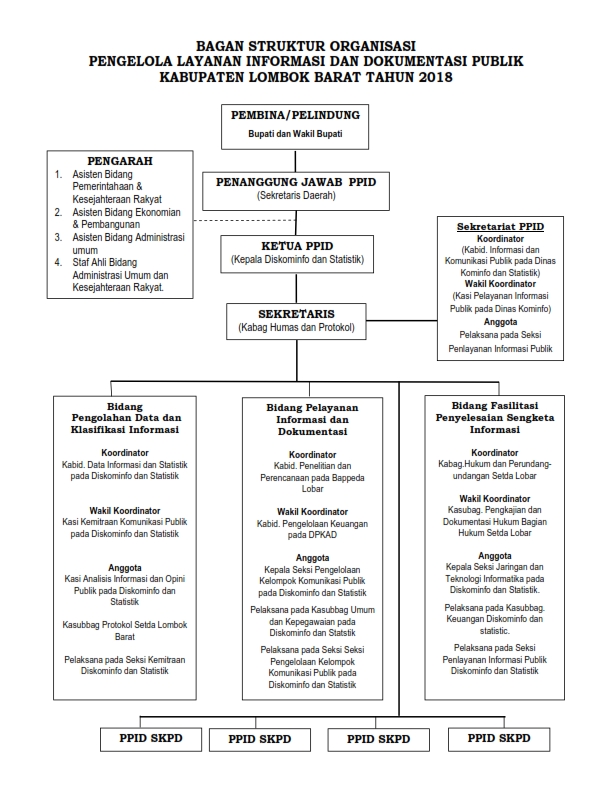 BAGAN STRUKTUR ORGANISASI
PENGELOLA LAYANAN INFORMASI DAN DOKUMENTASI PUBLIK
KABUPATEN LOMBOK BARAT TAHUN 2018
PEMBINA/PELINDUNG
Bupati dan Wakil Bupati
PENGARAH
1. Asisten Bidang
Pemerintahaan &
Kesejahteraan Rakyat
2. Asisten Bidang Ekonomian
& Pembangunan
3. Asisten Bidang Administrasi
umum
4. Staf Ahli Bidang
Administrasi Umum dan
Kesejahteraan Rakyat.
PENANGGUNG JAWAB PPID
(Sekretaris Daerah)
KETUA PPID
(Kepala Diskominfo dan Statistik)
SEKRETARIS
(Kabag Humas dan Protokol)
Sekretariat PPID
Koordinator
(Kabid. Informasi dan
Komunikasi Publik pada Dinas
Kominfo dan Statistik)
Wakil Koordinator
(Kasi Pelayanan Informasi
Publik pada Dinas Kominfo)
Anggota
Pelaksana pada Seksi
Penlayanan Informasi Publik
Bidang
Pengolahan Data dan
Klasifikasi Informasi
Koordinator
Kabid. Data Informasi dan Statistik
pada Diskominfo dan Statistik
Wakil Koordinator
Kasi Kemitraan Komunikasi Publik
pada Diskominfo dan Statistik
Anggota
Kasi Analisis Informasi dan Opini
Publik pada Diskominfo dan
Statistik
Kasubbag Protokol Setda Lombok
Barat
Pelaksana pada Seksi Kemitraan
Diskominfo dan Statistik
Bidang Pelayanan
Informasi dan
Dokumentasi
Koordinator
Kabid. Penelitian dan
Perencanaan pada Bappeda
Lobar
Wakil Koordinator
Kabid. Pengelolaan Keuangan
pada DPKAD
Anggota
Kepala Seksi Pengelolaan
Kelompok Komunikasi Publik
pada Diskominfo dan Statistik
Pelaksana pada Kasubbag Umum
dan Kepegawaian pada
Diskominfo dan Statstik
Pelaksana pada Seksi Seksi
Pengelolaan Kelompok
Komunikasi Publik pada
Diskominfo dan Statistik
Bidang Fasilitasi
Penyelesaian Sengketa
Informasi
Koordinator
Kabag.Hukum dan Perundang-
undangan Setda Lobar
Wakil Koordinator
Kasubag. Pengkajian dan
Dokumentasi Hukum Bagian
Hukum Setda Lobar
Anggota
Kepala Seksi Jaringan dan
Teknologi Informatika pada
Diskominfo dan Statistik.
Pelaksana pada Kasubbag.
Keuangan Diskominfo dan
statistic.
Pelaksana pada Seksi
Penlayanan Informasi Publik
Diskominfo dan Statistik
PPID SKPD
PPID SKPD
PPID SKPD
PPID SKPD